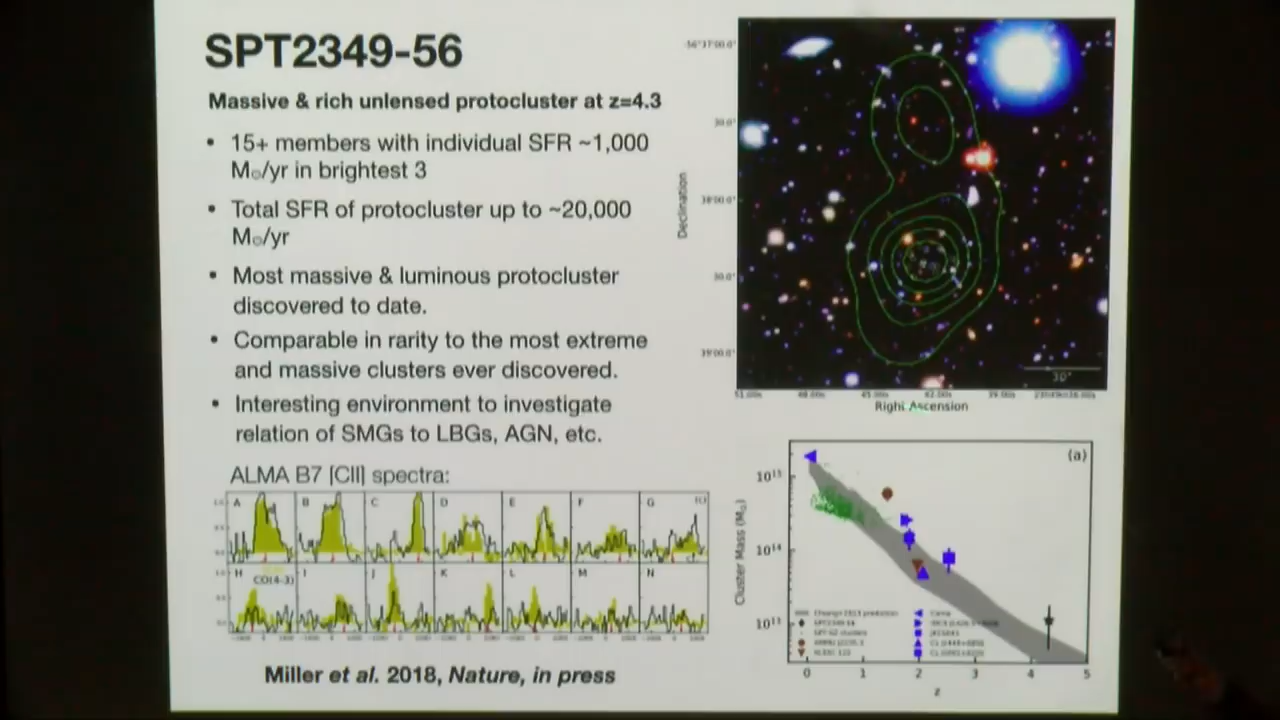 SPT2349-56
Massive & rich unlensed protocluster at z=4.3
• 15+ members with individual SFR ~1,000
M☉/yr in brightest 3
• Total SFR of protocluster up to ~20,000
M☉/yr
• Most massive & luminous protocluster
discovered to date.
• Comparable in rarity to the most extreme
and massive clusters ever discovered.
• Interesting environment to investigate
relation of SMGs to LBGs, AGN, etc.
ALMA B7 [CII] spectra:
A B C D E F G
H I J K L M N
CO(4-3)
Miller et al. 2018, Nature, in press
Declination
30"
Right Ascension
(a)
Cluster Mass (M☉)
10¹⁵
10¹⁴
10¹³
SPT2349-56
0 1 2 3 4 5
z